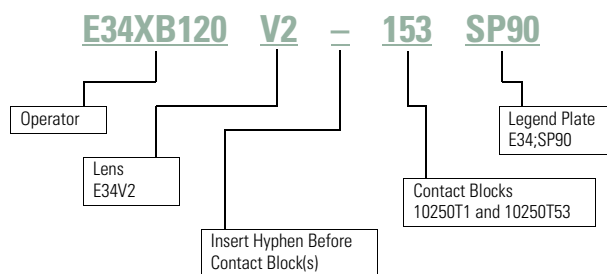 E34XB120 V2 – 153 SP90
Operator
Legend Plate
E34;SP90
Lens
E34V2
Contact Blocks
10250T1 and 10250T53
Insert Hyphen Before
Contact Block(s)